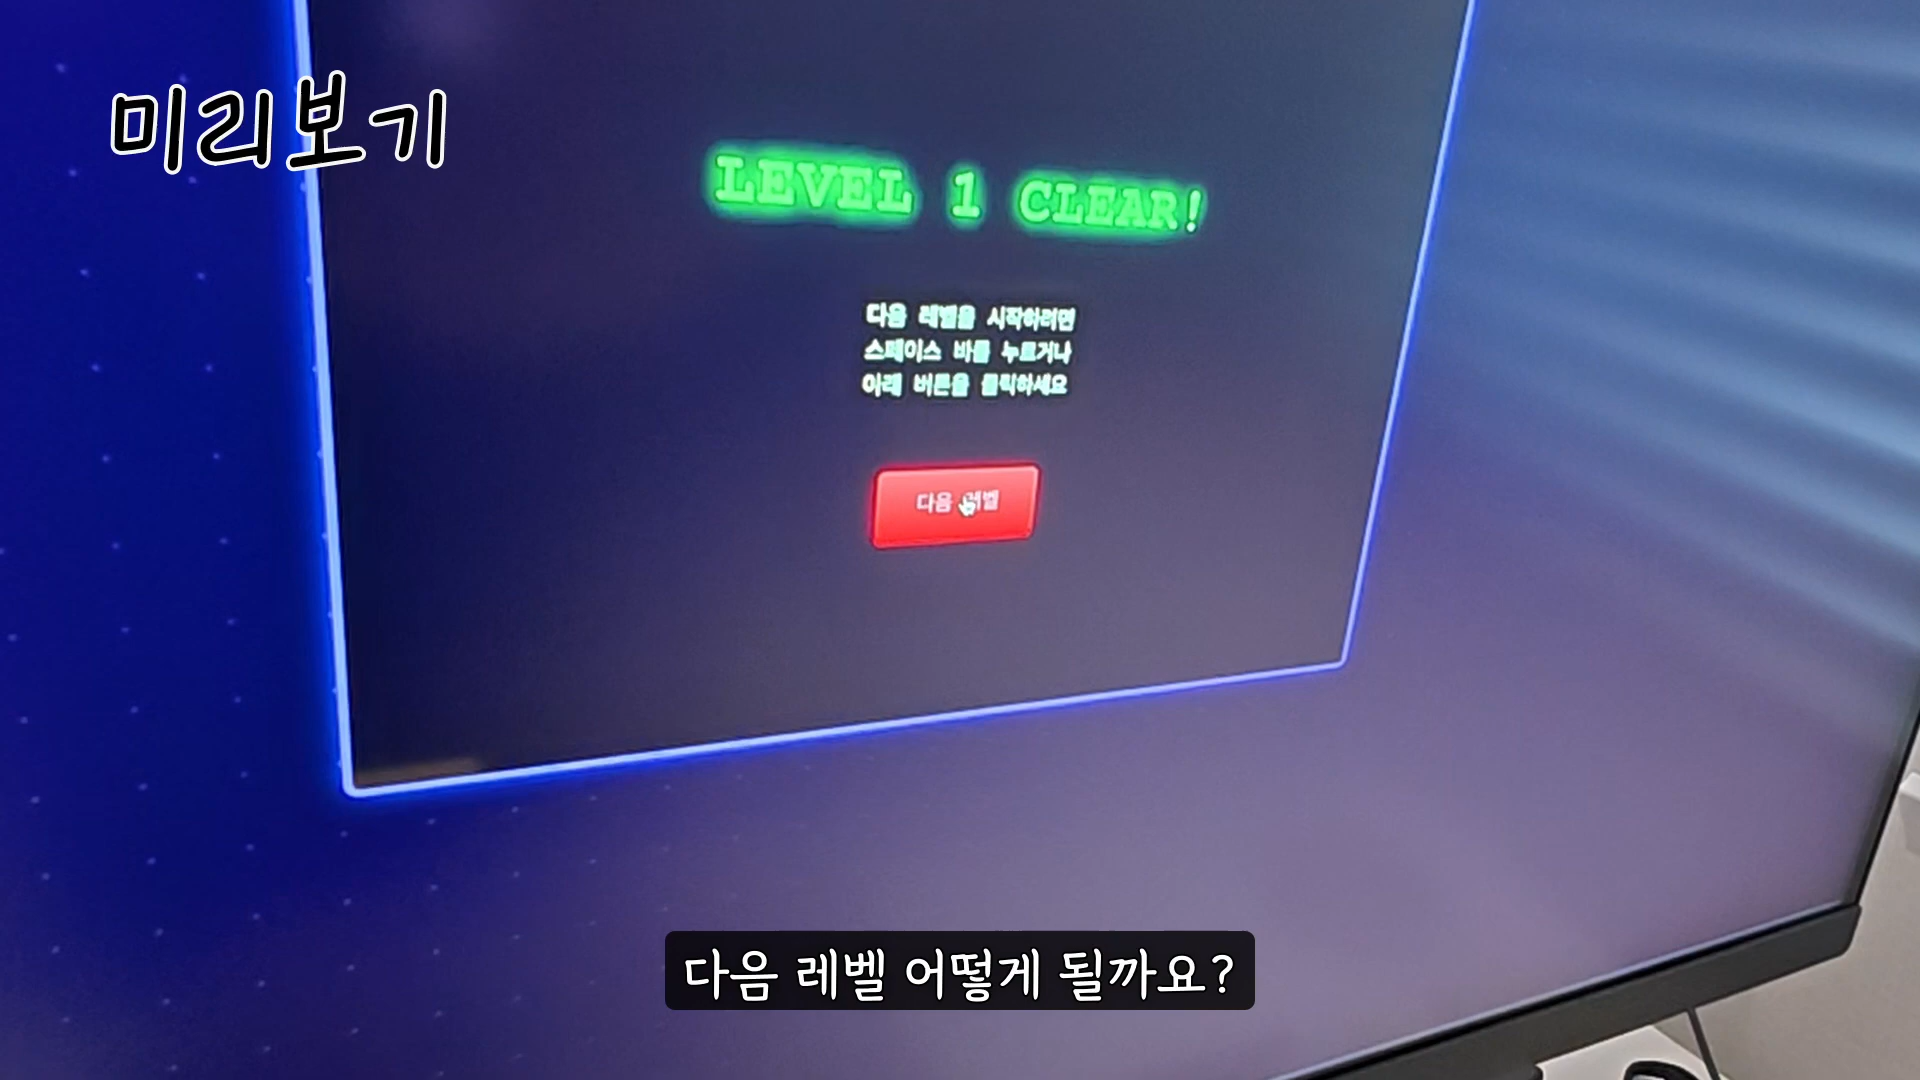 미리보기
LEVEL 1 CLEAR!
다음 레벨을 시작하려면
스페이스 바를 누르거나
아래 버튼을 클릭하세요
다음 레벨
다음 레벨 어떻게 될까요?